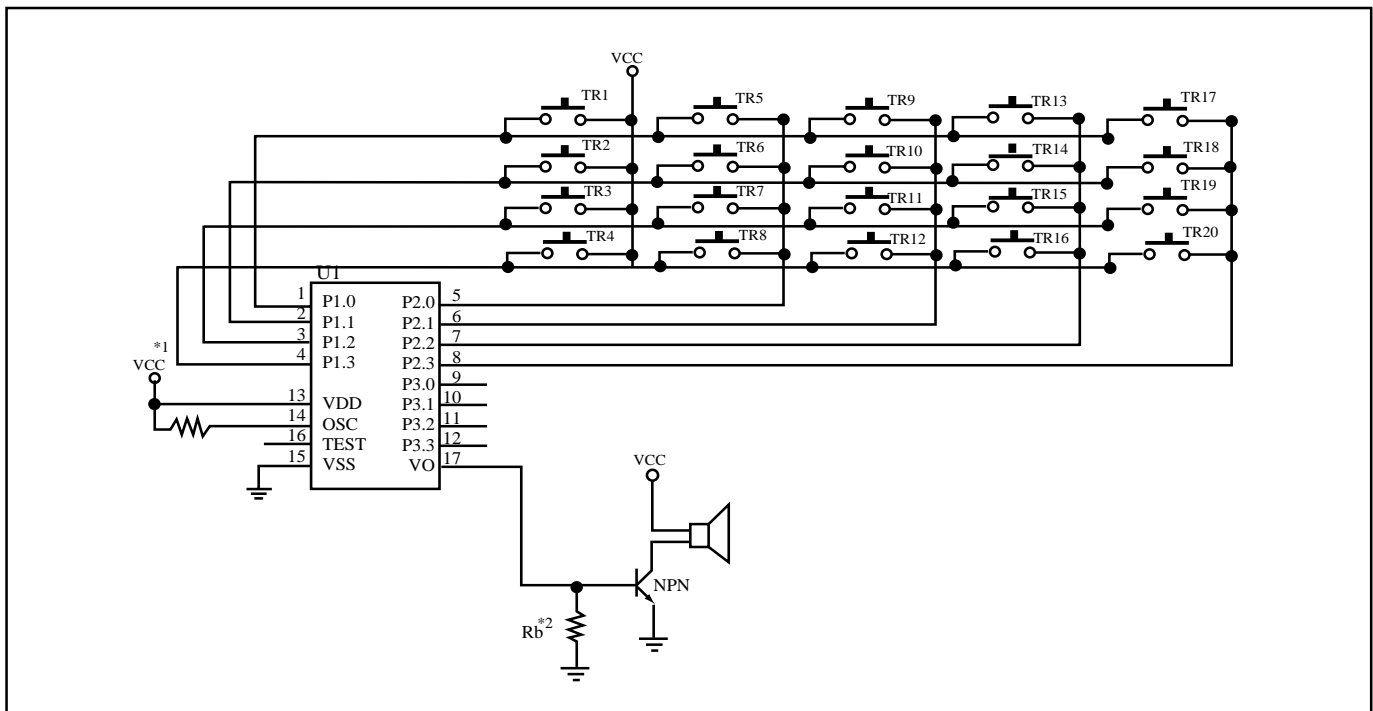 VCC
TR1 TR5 TR9 TR13 TR17
TR2 TR6 TR10 TR14 TR18
TR3 TR7 TR11 TR15 TR19
TR4 TR8 TR12 TR16 TR20
U1
1 P1.0 P2.0 5
2 P1.1 P2.1 6
3 P1.2 P2.2 7
4 P1.3 P2.3 8
*1
VCC
P3.0 9
13 VDD P3.1 10
14 OSC P3.2 11
16 TEST P3.3 12
15 VSS VO 17
VCC
NPN
Rb*2